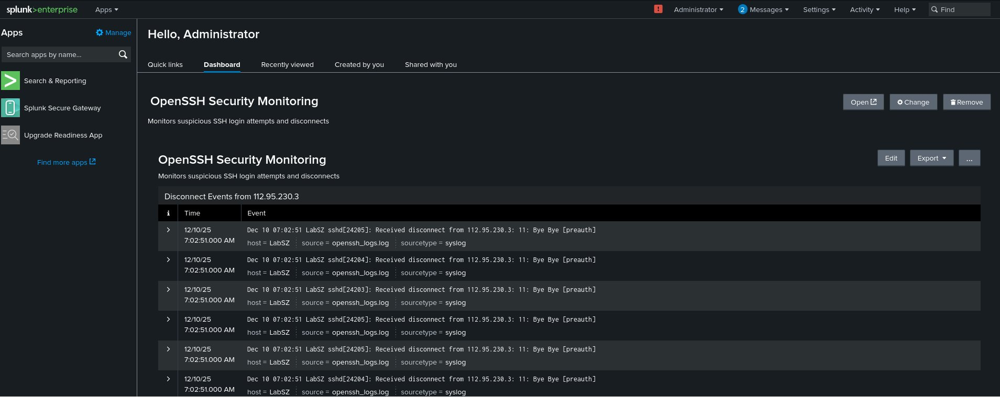 splunk>enterprise Apps Administrator 2 Messages Settings Activity Help Find
Apps Manage
Search apps by name...
Search & Reporting
Splunk Secure Gateway
Upgrade Readiness App
Find more apps
Hello, Administrator
Quick links Dashboard Recently viewed Created by you Shared with you
OpenSSH Security Monitoring
Open Change Remove
Monitors suspicious SSH login attempts and disconnects
OpenSSH Security Monitoring
Edit Export ...
Monitors suspicious SSH login attempts and disconnects
Disconnect Events from 112.95.230.3
i Time Event
12/10/25 Dec 10 07:02:51 LabSZ sshd[24205]: Received disconnect from 112.95.230.3: 11: Bye Bye [preauth]
7:02:51.000 AM host = LabSZ source = openssh_logs.log sourcetype = syslog
12/10/25 Dec 10 07:02:51 LabSZ sshd[24204]: Received disconnect from 112.95.230.3: 11: Bye Bye [preauth]
7:02:51.000 AM host = LabSZ source = openssh_logs.log sourcetype = syslog
12/10/25 Dec 10 07:02:51 LabSZ sshd[24203]: Received disconnect from 112.95.230.3: 11: Bye Bye [preauth]
7:02:51.000 AM host = LabSZ source = openssh_logs.log sourcetype = syslog
12/10/25 Dec 10 07:02:51 LabSZ sshd[24205]: Received disconnect from 112.95.230.3: 11: Bye Bye [preauth]
7:02:51.000 AM host = LabSZ source = openssh_logs.log sourcetype = syslog
12/10/25 Dec 10 07:02:51 LabSZ sshd[24205]: Received disconnect from 112.95.230.3: 11: Bye Bye [preauth]
7:02:51.000 AM host = LabSZ source = openssh_logs.log sourcetype = syslog
12/10/25 Dec 10 07:02:51 LabSZ sshd[24204]: Received disconnect from 112.95.230.3: 11: Bye Bye [preauth]
7:02:51.000 AM host = LabSZ source = openssh_logs.log sourcetype = syslog